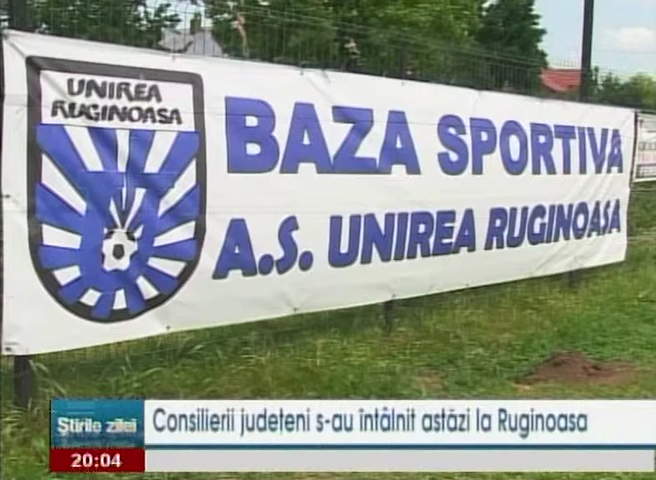 UNIREA
RUGINOASA
BAZA SPORTIVA
A.S. UNIREA RUGINOASA
Știrile zilei
Consilierii județeni s-au întâlnit astăzi la Ruginoasa
20:04